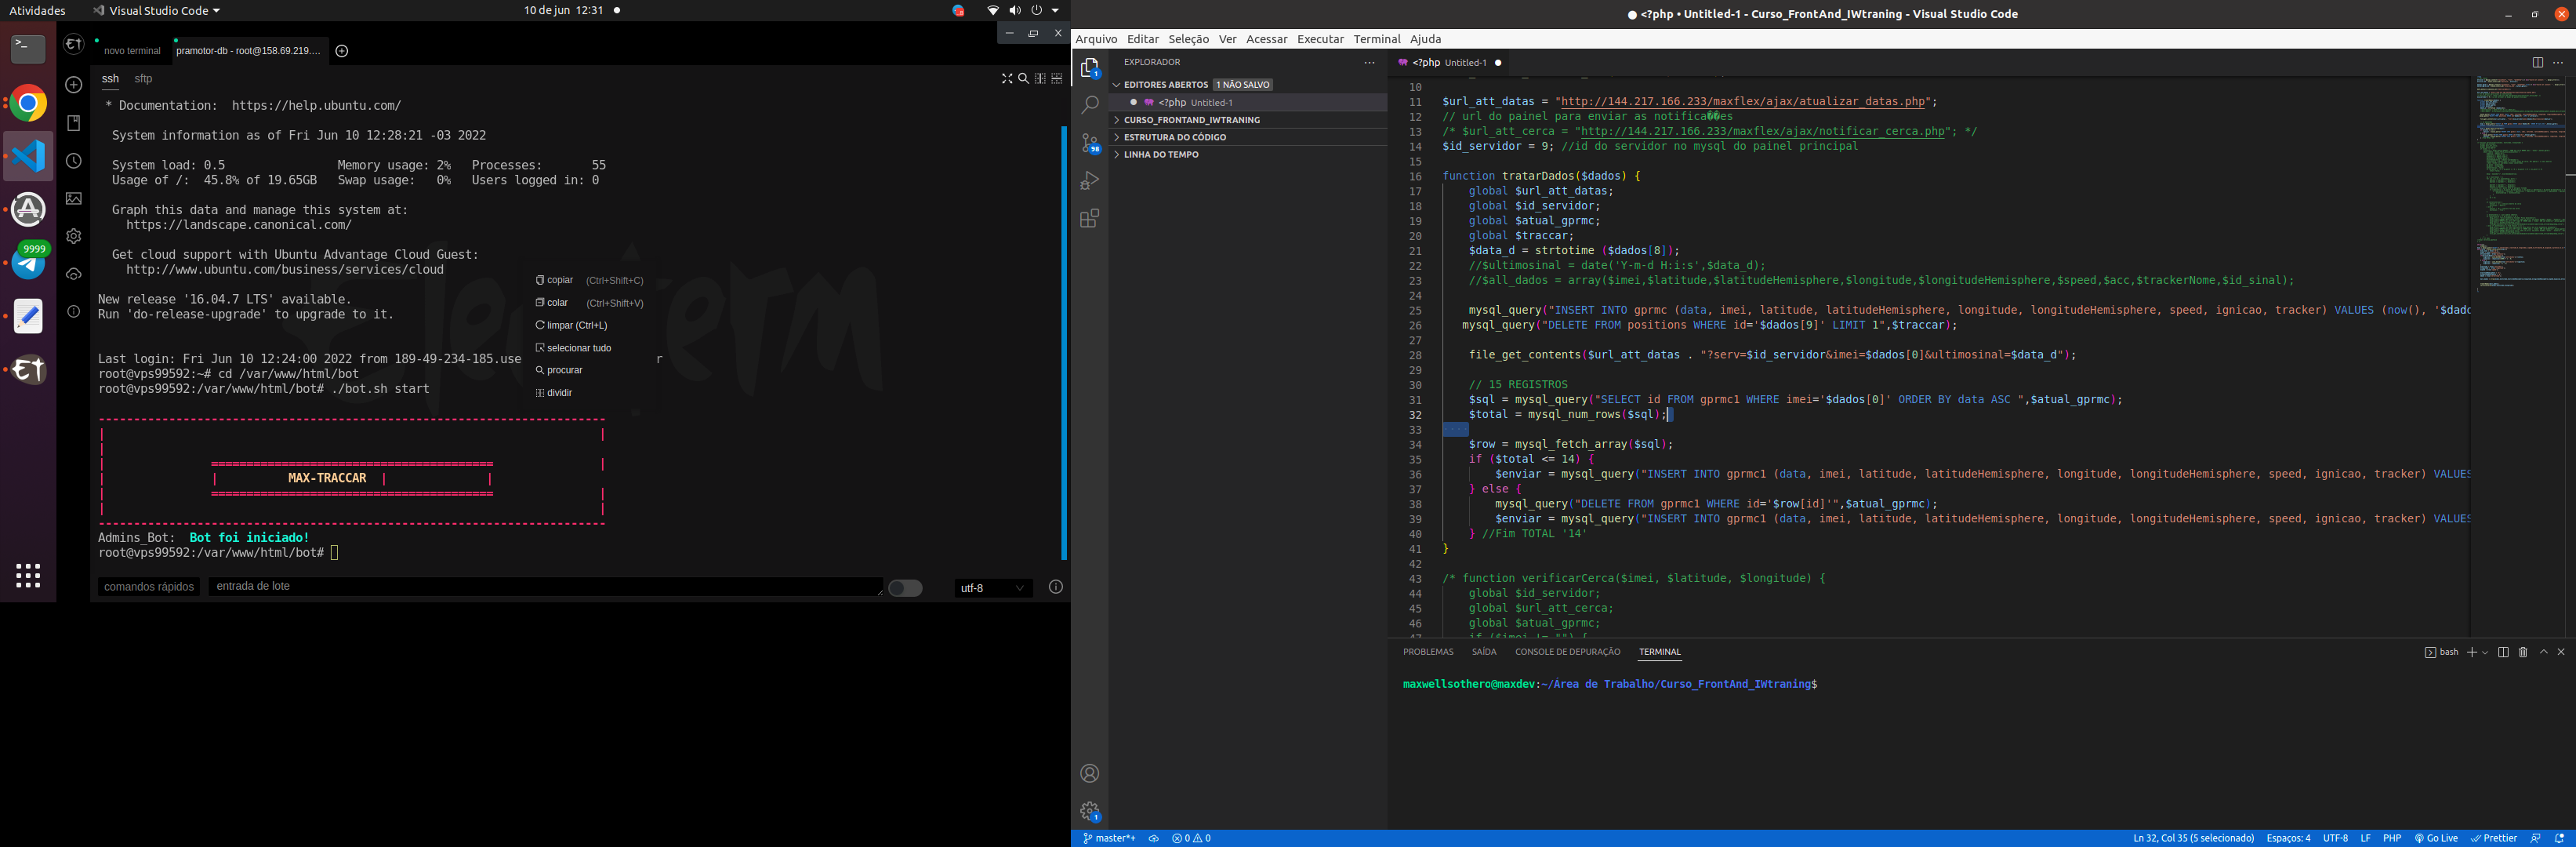 Atividades
Visual Studio Code
10 de jun 12:31
novo terminal
pramotor-db - root@158.69.219....
ssh
sftp
* Documentation: https://help.ubuntu.com/
System information as of Fri Jun 10 12:28:21 -03 2022
System load: 0.5 Memory usage: 2% Processes: 55
Usage of /: 45.8% of 19.65GB Swap usage: 0% Users logged in: 0
Graph this data and manage this system at:
https://landscape.canonical.com/
Get cloud support with Ubuntu Advantage Cloud Guest:
http://www.ubuntu.com/business/services/cloud
New release '16.04.7 LTS' available.
Run 'do-release-upgrade' to upgrade to it.
Last login: Fri Jun 10 12:24:00 2022 from 189-49-234-185.use r
root@vps99592:~# cd /var/www/html/bot
root@vps99592:/var/www/html/bot# ./bot.sh start
MAX-TRACCAR
Admins_Bot: Bot foi iniciado!
root@vps99592:/var/www/html/bot#
copiar (Ctrl+Shift+C)
colar (Ctrl+Shift+V)
limpar (Ctrl+L)
selecionar tudo
procurar
dividir
9999
comandos rápidos
entrada de lote
utf-8
<?php • Untitled-1 - Curso_FrontAnd_IWtraning - Visual Studio Code
Arquivo Editar Seleção Ver Acessar Executar Terminal Ajuda
EXPLORADOR
EDITORES ABERTOS 1 NÃO SALVO
<?php Untitled-1
CURSO_FRONTAND_IWTRANING
ESTRUTURA DO CÓDIGO
LINHA DO TEMPO
1
98
1
<?php Untitled-1
10
11 $url_att_datas = "http://144.217.166.233/maxflex/ajax/atualizar_datas.php";
12 // url do painel para enviar as notifica��es
13 /* $url_att_cerca = "http://144.217.166.233/maxflex/ajax/notificar_cerca.php"; */
14 $id_servidor = 9; //id do servidor no mysql do painel principal
15
16 function tratarDados($dados) {
17 global $url_att_datas;
18 global $id_servidor;
19 global $atual_gprmc;
20 global $traccar;
21 $data_d = strtotime ($dados[8]);
22 //$ultimosinal = date('Y-m-d H:i:s',$data_d);
23 //$all_dados = array($imei,$latitude,$latitudeHemisphere,$longitude,$longitudeHemisphere,$speed,$acc,$trackerNome,$id_sinal);
24
25 mysql_query("INSERT INTO gprmc (data, imei, latitude, latitudeHemisphere, longitude, longitudeHemisphere, speed, ignicao, tracker) VALUES (now(), '$dado
26 mysql_query("DELETE FROM positions WHERE id='$dados[9]' LIMIT 1",$traccar);
27
28 file_get_contents($url_att_datas . "?serv=$id_servidor&imei=$dados[0]&ultimosinal=$data_d");
29
30 // 15 REGISTROS
31 $sql = mysql_query("SELECT id FROM gprmc1 WHERE imei='$dados[0]' ORDER BY data ASC ",$atual_gprmc);
32 $total = mysql_num_rows($sql);
33
34 $row = mysql_fetch_array($sql);
35 if ($total <= 14) {
36 $enviar = mysql_query("INSERT INTO gprmc1 (data, imei, latitude, latitudeHemisphere, longitude, longitudeHemisphere, speed, ignicao, tracker) VALUES
37 } else {
38 mysql_query("DELETE FROM gprmc1 WHERE id='$row[id]'",$atual_gprmc);
39 $enviar = mysql_query("INSERT INTO gprmc1 (data, imei, latitude, latitudeHemisphere, longitude, longitudeHemisphere, speed, ignicao, tracker) VALUES
40 } //Fim TOTAL '14'
41 }
42
43 /* function verificarCerca($imei, $latitude, $longitude) {
44 global $id_servidor;
45 global $url_att_cerca;
46 global $atual_gprmc;
47 if ($imei != "") {
PROBLEMAS SAÍDA CONSOLE DE DEPURAÇÃO TERMINAL
bash
maxwellsothero@maxdev:~/Área de Trabalho/Curso_FrontAnd_IWtraning$
master*+ 0 0
Ln 32, Col 35 (5 selecionado) Espaços: 4 UTF-8 LF PHP Go Live Prettier